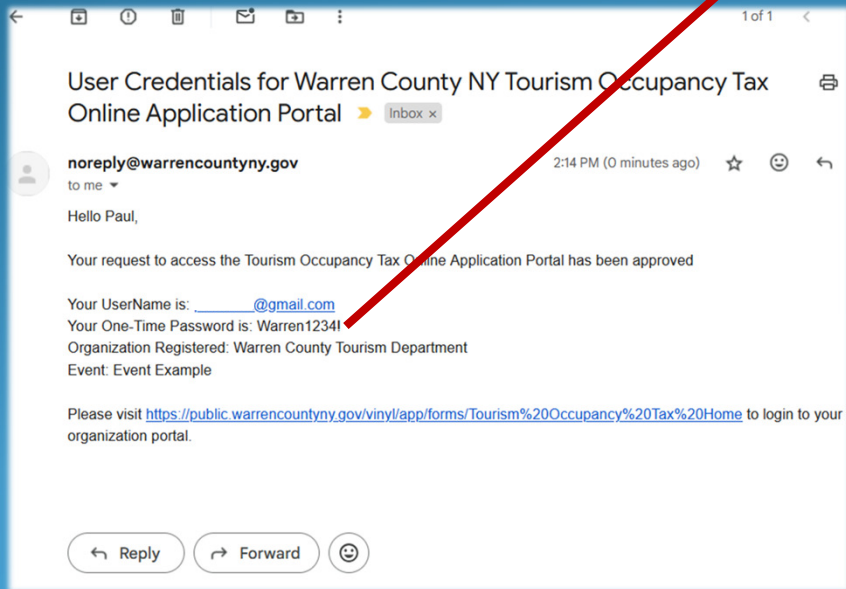 1 of 1
User Credentials for Warren County NY Tourism Occupancy Tax
Online Application Portal Inbox ×
noreply@warrencountyny.gov 2:14 PM (0 minutes ago)
to me
Hello Paul,
Your request to access the Tourism Occupancy Tax Online Application Portal has been approved
Your UserName is: @gmail.com
Your One-Time Password is: Warren1234!
Organization Registered: Warren County Tourism Department
Event: Event Example
Please visit https://public.warrencountyny.gov/vinyl/app/forms/Tourism%20Occupancy%20Tax%20Home to login to your
organization portal.
Reply Forward